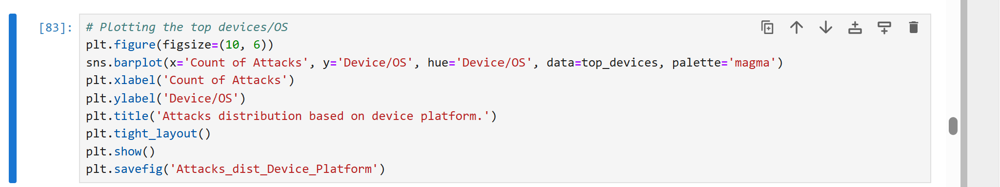 [83]:
# Plotting the top devices/OS
plt.figure(figsize=(10, 6))
sns.barplot(x='Count of Attacks', y='Device/OS', hue='Device/OS', data=top_devices, palette='magma')
plt.xlabel('Count of Attacks')
plt.ylabel('Device/OS')
plt.title('Attacks distribution based on device platform.')
plt.tight_layout()
plt.show()
plt.savefig('Attacks_dist_Device_Platform')